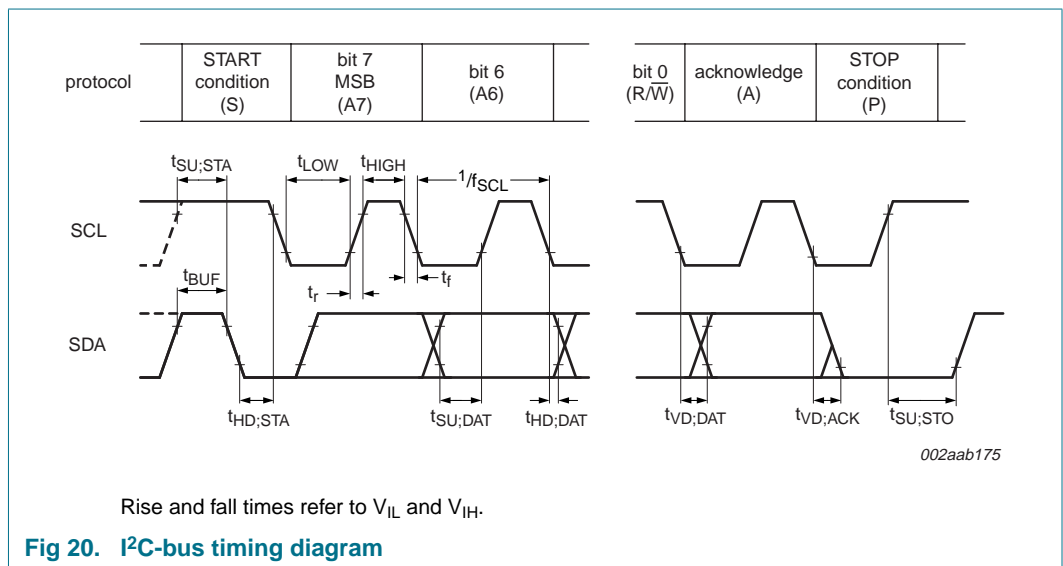 protocol
START
condition
(S)
bit 7
MSB
(A7)
bit 6
(A6)
bit 0
(R/W̅)
acknowledge
(A)
STOP
condition
(P)
tSU;STA
tLOW
tHIGH
1/fSCL
SCL
tBUF
tr
tf
SDA
tHD;STA
tSU;DAT
tHD;DAT
tVD;DAT
tVD;ACK
tSU;STO
002aab175
Rise and fall times refer to VIL and VIH.
Fig 20. I²C-bus timing diagram